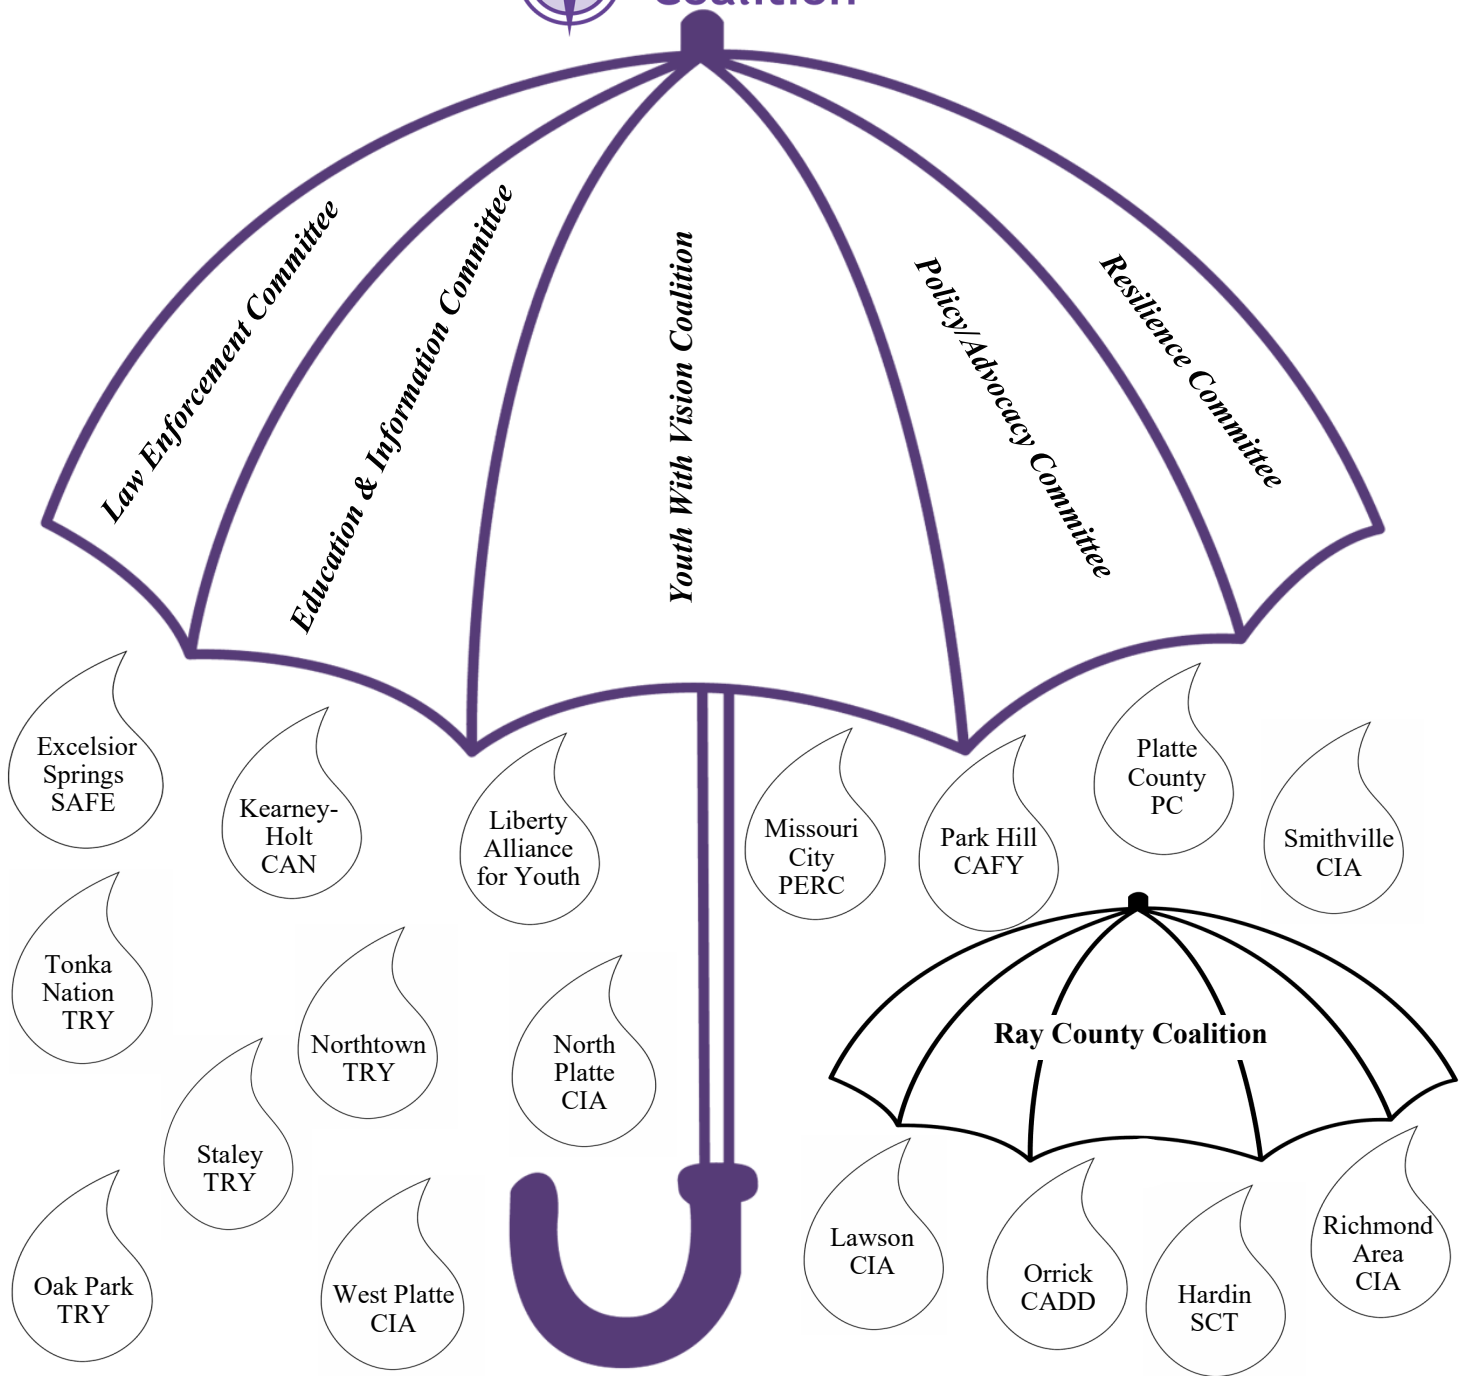 Coalition
Law Enforcement Committee
Education & Information Committee
Youth With Vision Coalition
Policy/Advocacy Committee
Resilience Committee
Excelsior
Springs
SAFE
Kearney-
Holt
CAN
Liberty
Alliance
for Youth
Missouri
City
PERC
Park Hill
CAFY
Platte
County
PC
Smithville
CIA
Tonka
Nation
TRY
Northtown
TRY
North
Platte
CIA
Ray County Coalition
Staley
TRY
Oak Park
TRY
West Platte
CIA
Lawson
CIA
Orrick
CADD
Hardin
SCT
Richmond
Area
CIA